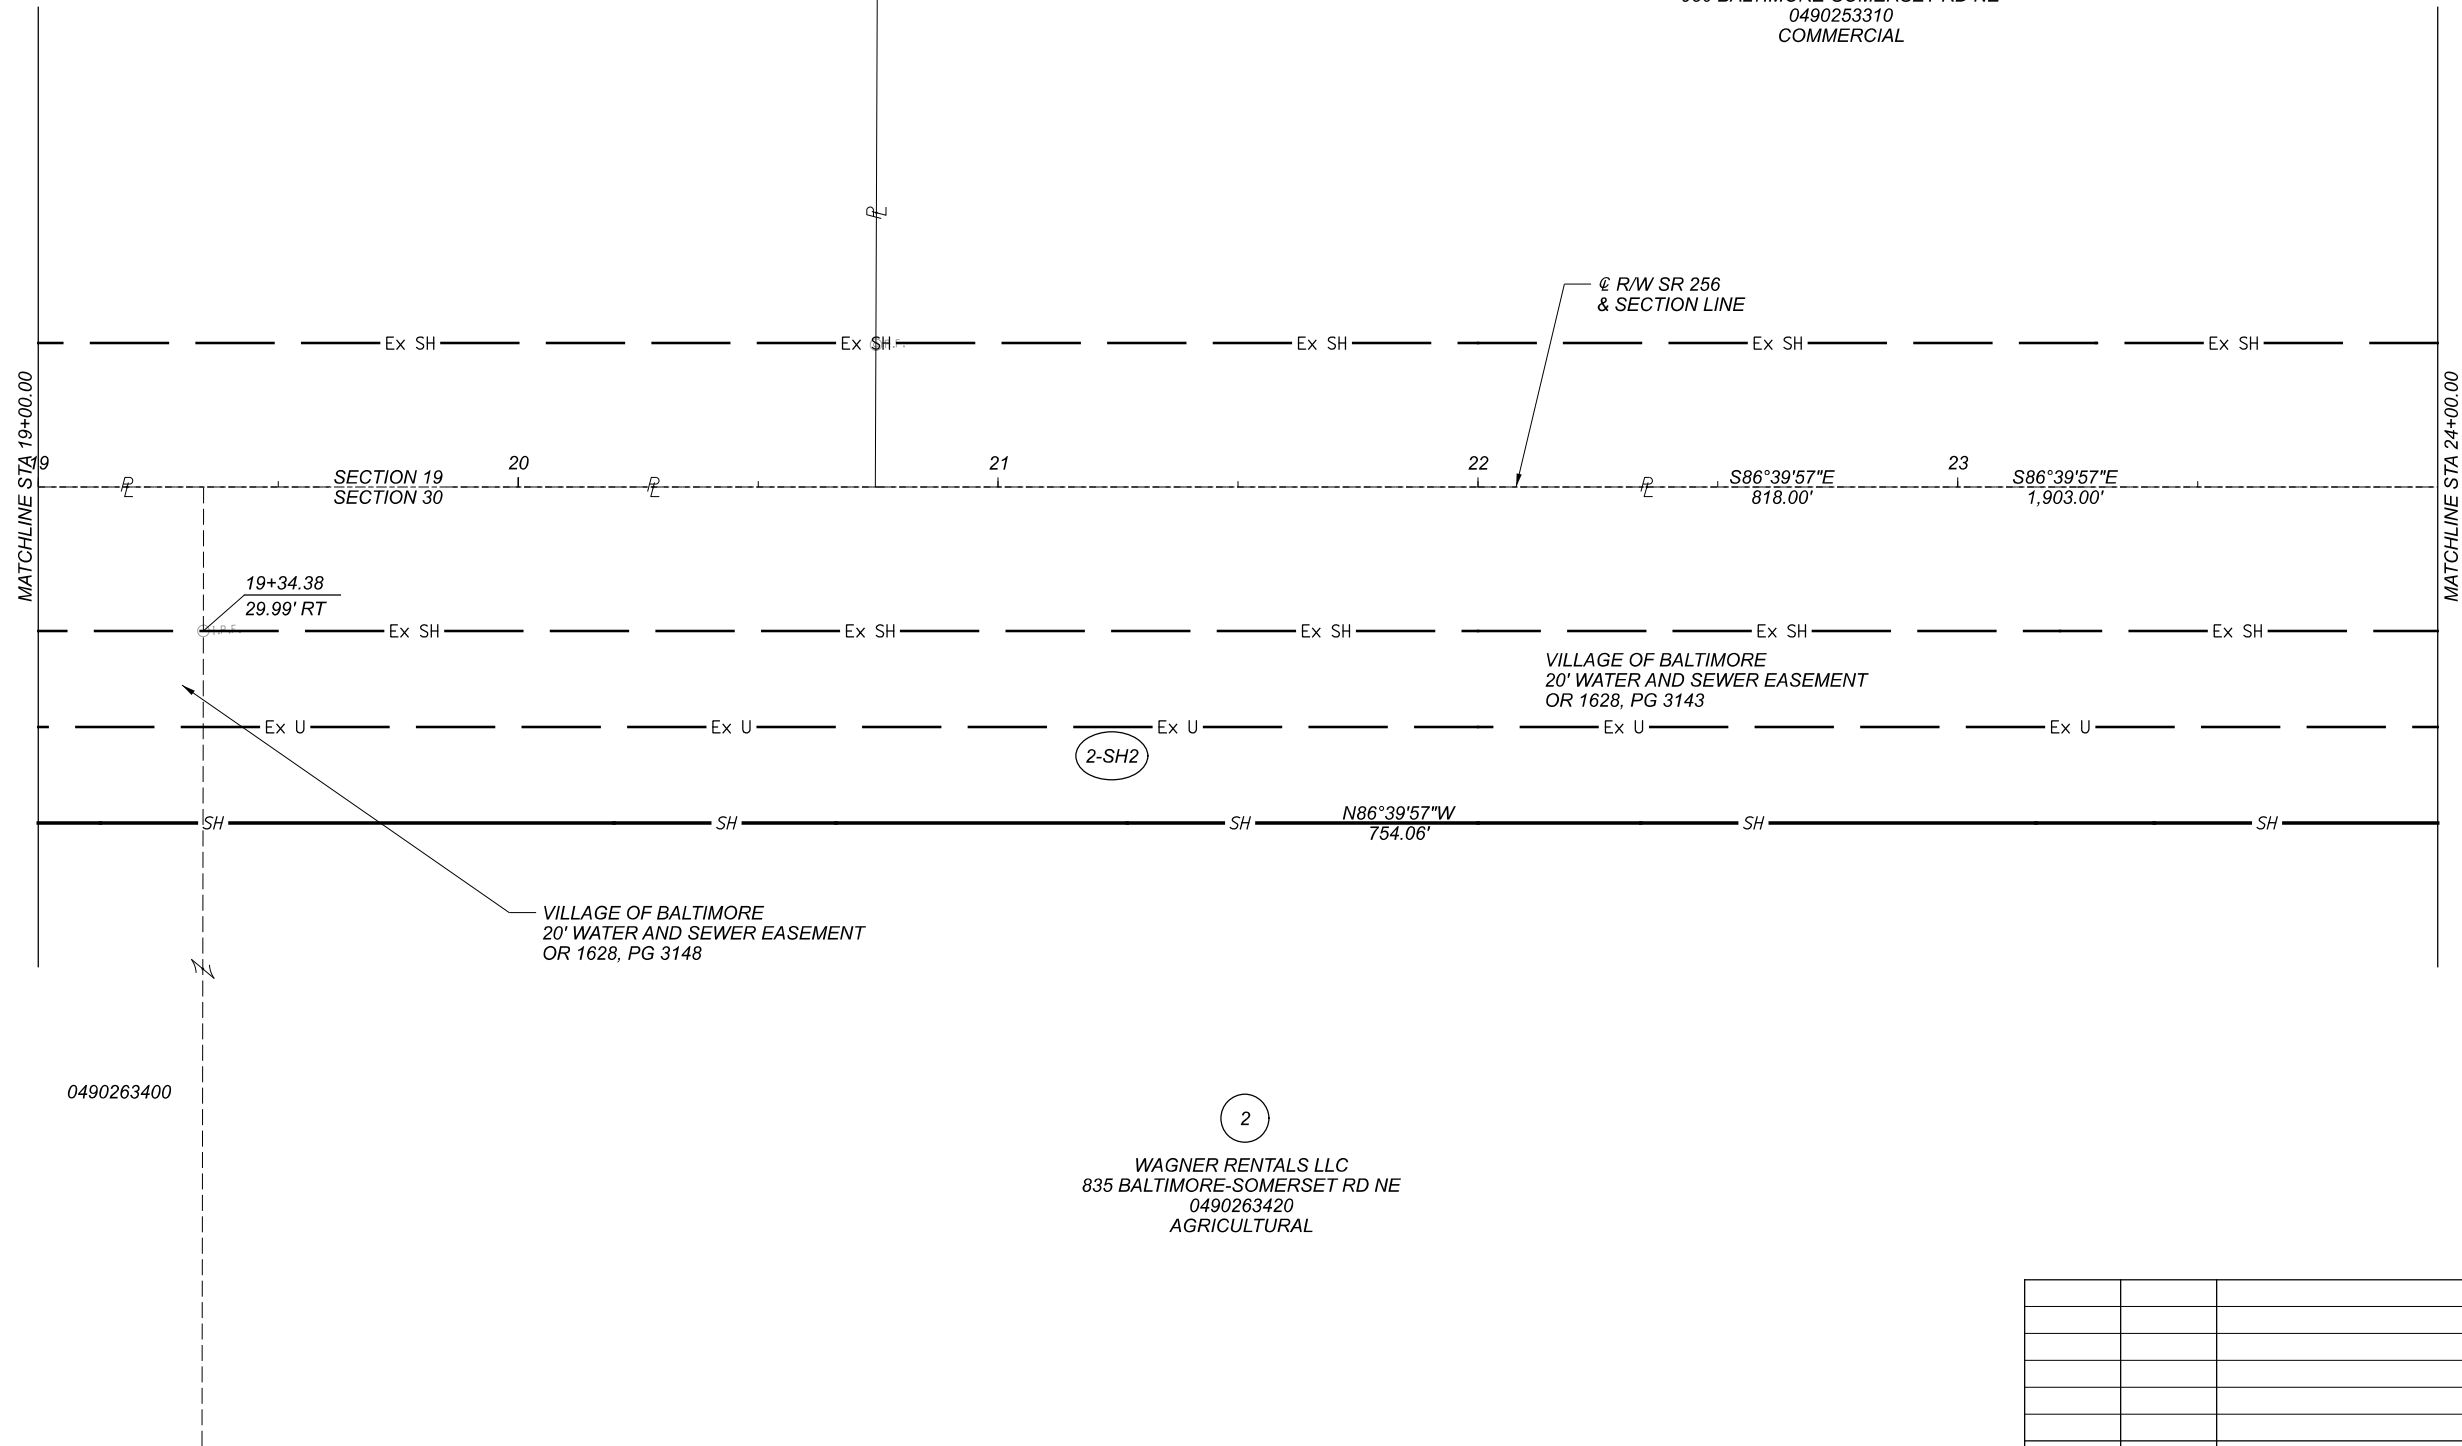 0490253310
COMMERCIAL
℄ R/W SR 256
& SECTION LINE
Ex SH
Ex SH
Ex SH
Ex SH
Ex SH
MATCHLINE STA 19+00.00
MATCHLINE STA 24+00.00
19
20
21
22
23
SECTION 19
SECTION 30
S86°39'57"E
818.00'
S86°39'57"E
1,903.00'
PL
PL
PL
PL
19+34.38
29.99' RT
I.P.F.
Ex SH
Ex SH
Ex SH
Ex SH
Ex SH
VILLAGE OF BALTIMORE
20' WATER AND SEWER EASEMENT
OR 1628, PG 3143
Ex U
Ex U
Ex U
Ex U
Ex U
2-SH2
SH
SH
SH
SH
SH
N86°39'57"W
754.06'
VILLAGE OF BALTIMORE
20' WATER AND SEWER EASEMENT
OR 1628, PG 3148
0490263400
2
WAGNER RENTALS LLC
835 BALTIMORE-SOMERSET RD NE
0490263420
AGRICULTURAL